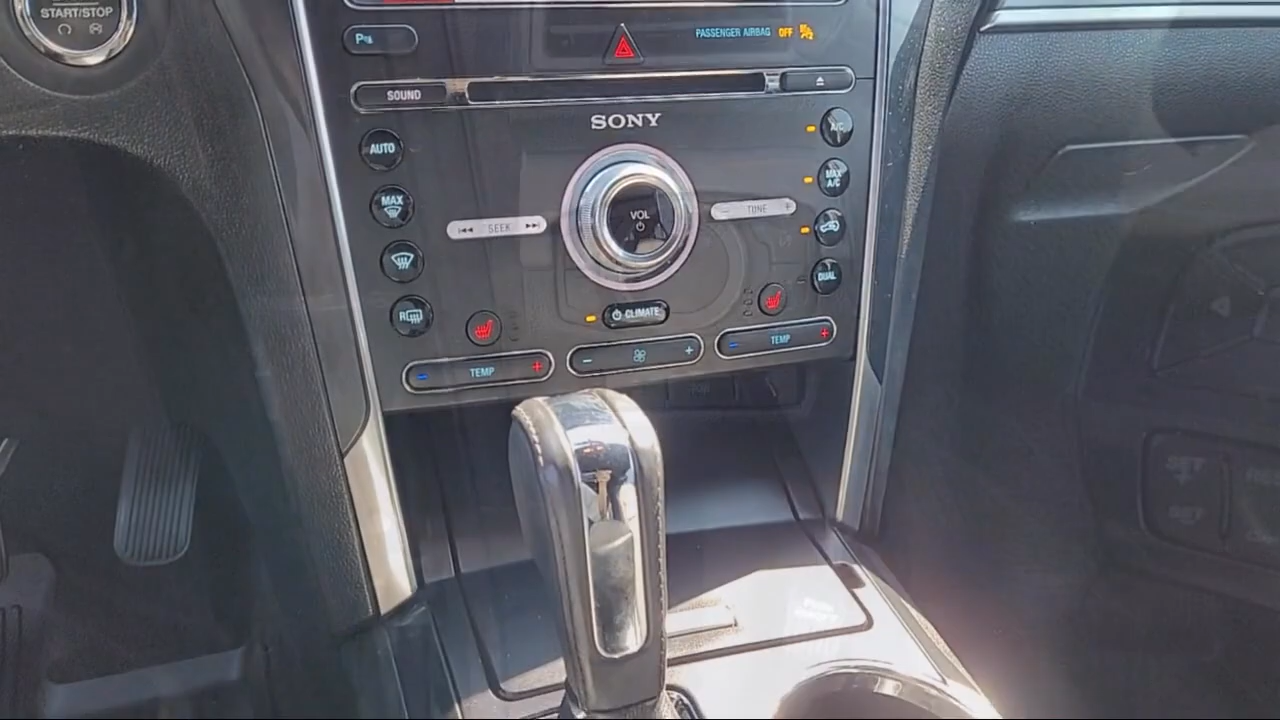 START/STOP
P
PASSENGER AIRBAG OFF
SOUND
SONY
AUTO
A/C
MAX
MAX A/C
VOL
SEEK
- TUNE +
R
DUAL
CLIMATE
- TEMP +
- +
- TEMP +